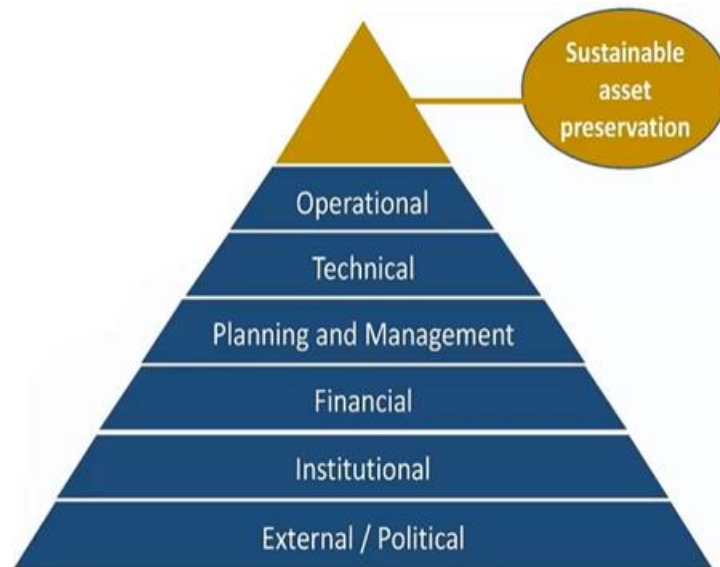 Sustainable
asset
preservation
Operational
Technical
Planning and Management
Financial
Institutional
External / Political